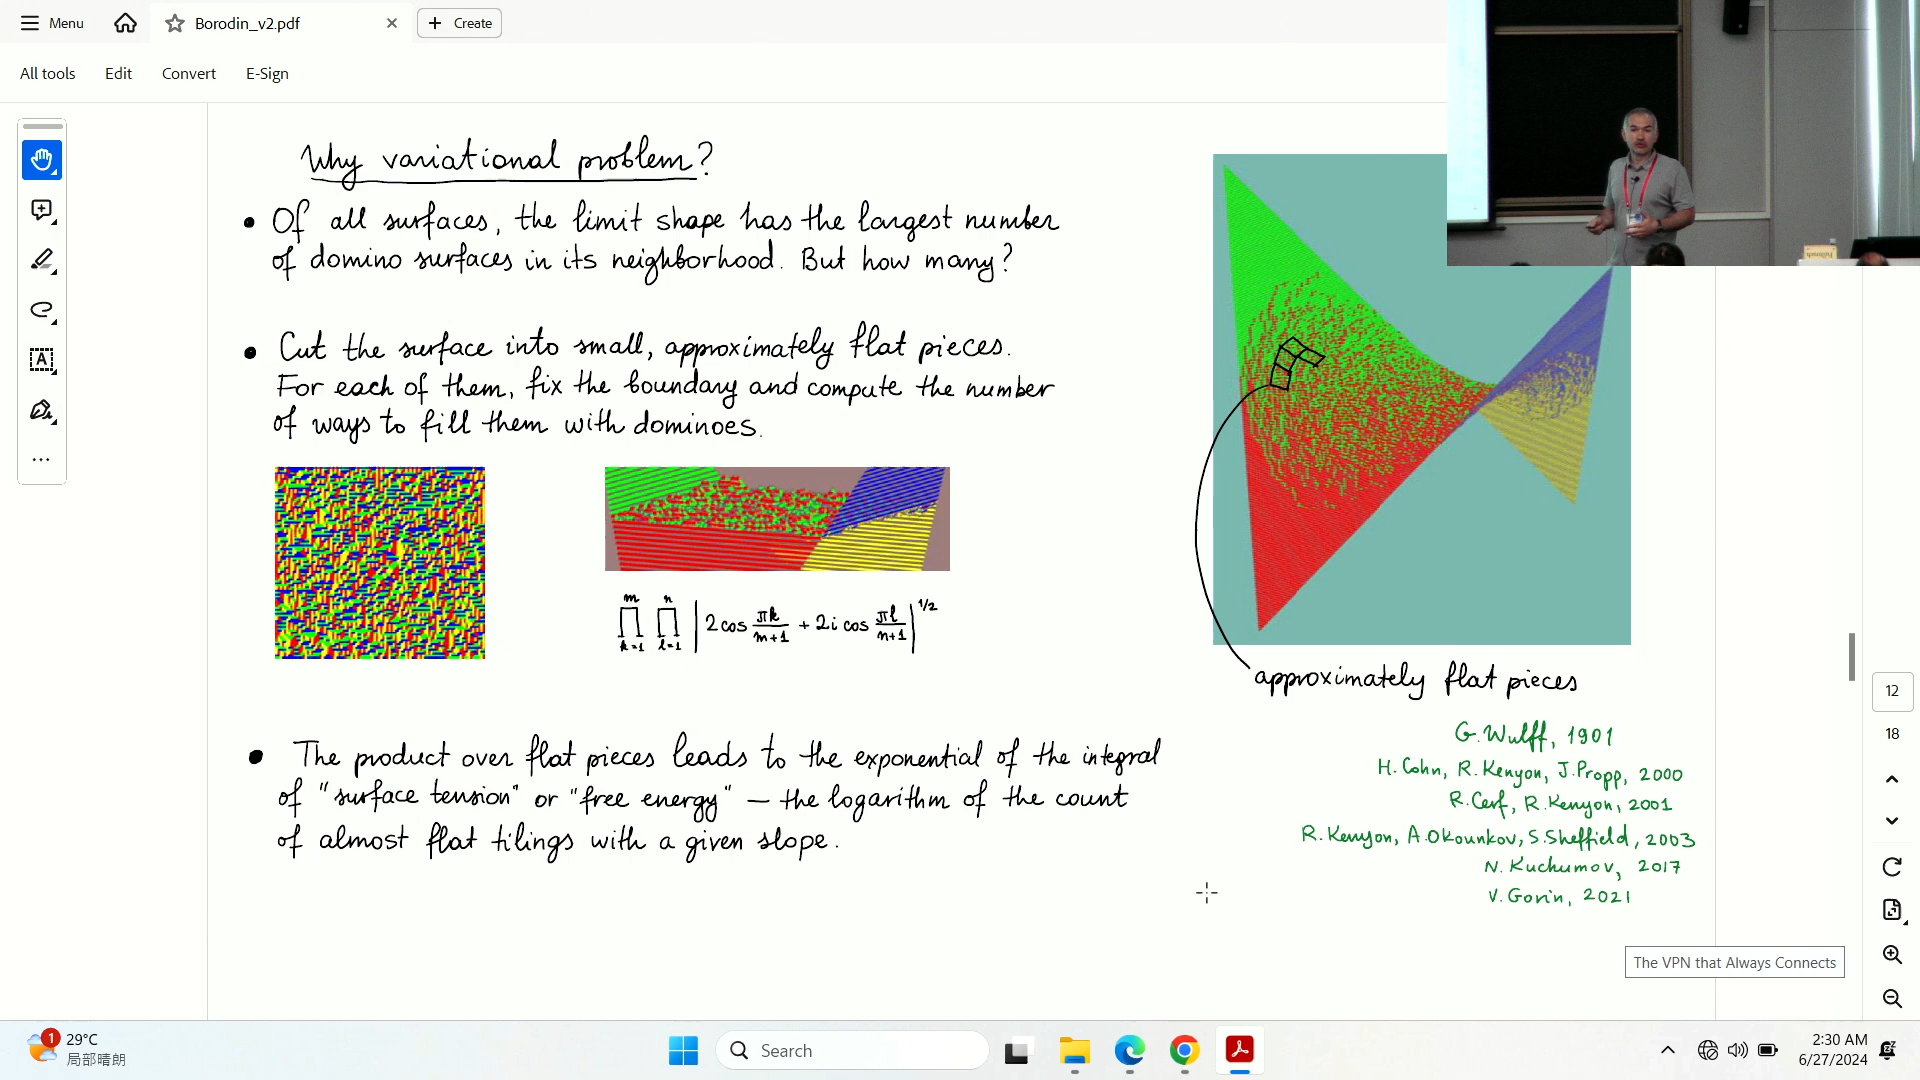 Menu
Borodin_v2.pdf
Create
All tools Edit Convert E-Sign
Why variational problem?
• Of all surfaces, the limit shape has the largest number
of domino surfaces in its neighborhood. But how many?
• Cut the surface into small, approximately flat pieces.
For each of them, fix the boundary and compute the number
of ways to fill them with dominoes.
∏_{k=1}^{m} ∏_{l=1}^{n} | 2 cos πk/(m+1) + 2i cos πl/(n+1) |^{1/2}
approximately flat pieces
• The product over flat pieces leads to the exponential of the integral
of "surface tension" or "free energy" — the logarithm of the count
of almost flat tilings with a given slope.
G. Wulff, 1901
H. Cohn, R. Kenyon, J. Propp, 2000
R. Cerf, R. Kenyon, 2001
R. Kenyon, A. Okounkov, S. Sheffield, 2003
N. Kuchumov, 2017
V. Gorin, 2021
12
18
The VPN that Always Connects
1
29°C
局部晴朗
Search
2:30 AM
6/27/2024